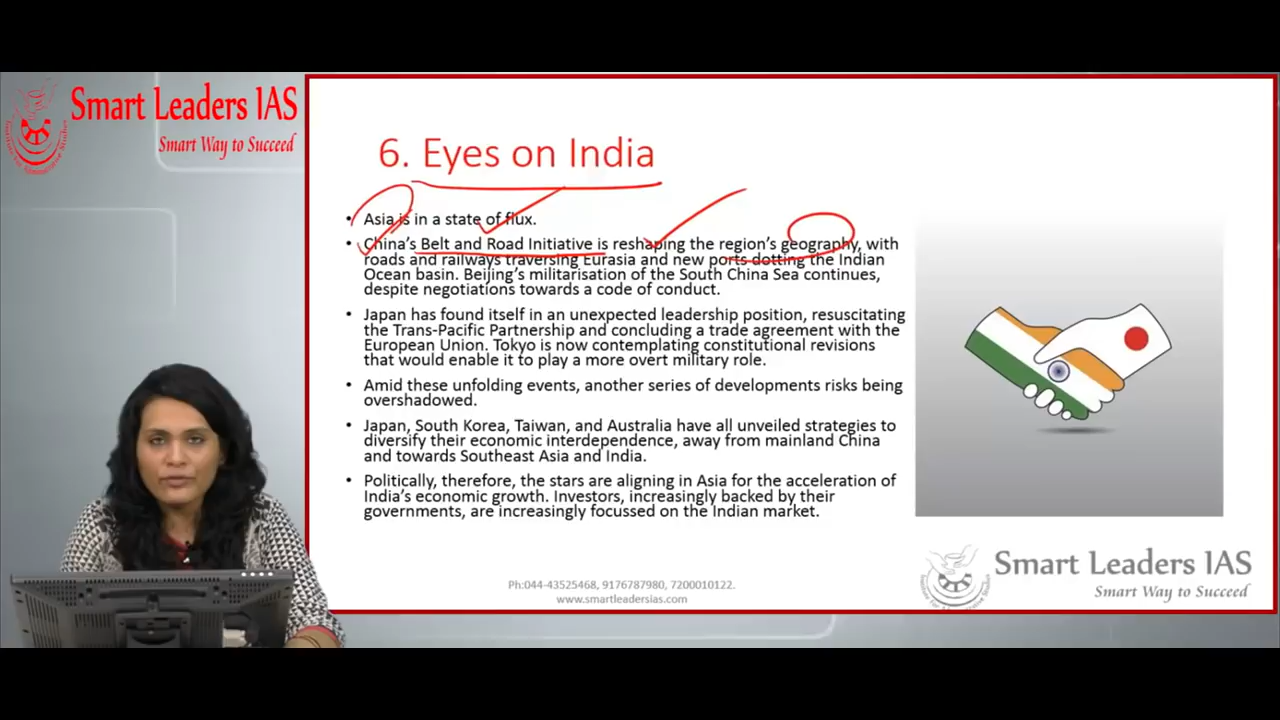 Smart Leaders IAS
Smart Way to Succeed
6. Eyes on India
• Asia is in a state of flux.
• China's Belt and Road Initiative is reshaping the region's geography, with
roads and railways traversing Eurasia and new ports dotting the Indian
Ocean basin. Beijing's militarisation of the South China Sea continues,
despite negotiations towards a code of conduct.
• Japan has found itself in an unexpected leadership position, resuscitating
the Trans-Pacific Partnership and concluding a trade agreement with the
European Union. Tokyo is now contemplating constitutional revisions
that would enable it to play a more overt military role.
• Amid these unfolding events, another series of developments risks being
overshadowed.
• Japan, South Korea, Taiwan, and Australia have all unveiled strategies to
diversify their economic interdependence, away from mainland China
and towards Southeast Asia and India.
• Politically, therefore, the stars are aligning in Asia for the acceleration of
India's economic growth. Investors, increasingly backed by their
governments, are increasingly focussed on the Indian market.
Ph:044-43525468, 9176787980, 7200010122.
www.smartleadersias.com
Smart Leaders IAS
Smart Way to Succeed